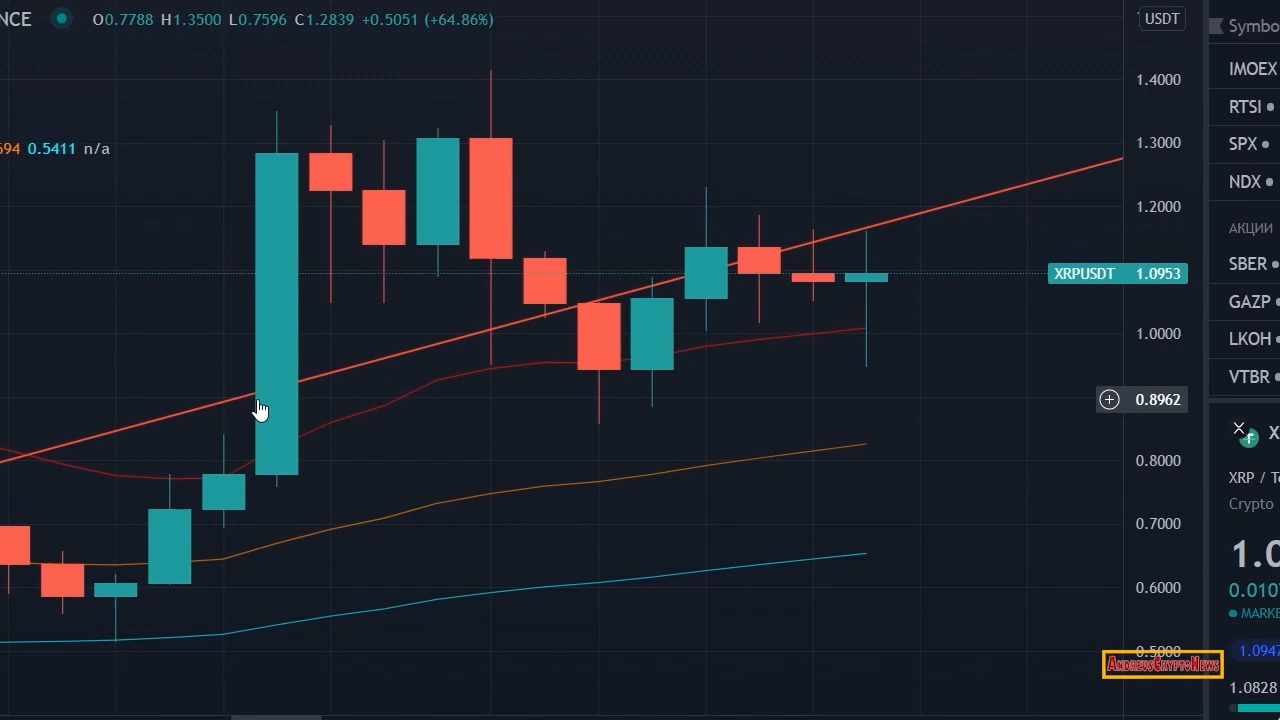 NCE O0.7788 H1.3500 L0.7596 C1.2839 +0.5051 (+64.86%)
694 0.5411 n/a
USDT
1.4000
1.3000
1.2000
XRPUSDT 1.0953
1.0000
0.8962
0.8000
0.7000
0.6000
0.5000
ANDREVSCRYPTONEWS
Symbo
IMOEX
RTSI
SPX
NDX
АКЦИИ
SBER
GAZP
LKOH
VTBR
X
XRP / Te
Crypto
1.0
0.010
MARKE
1.0947
1.0828